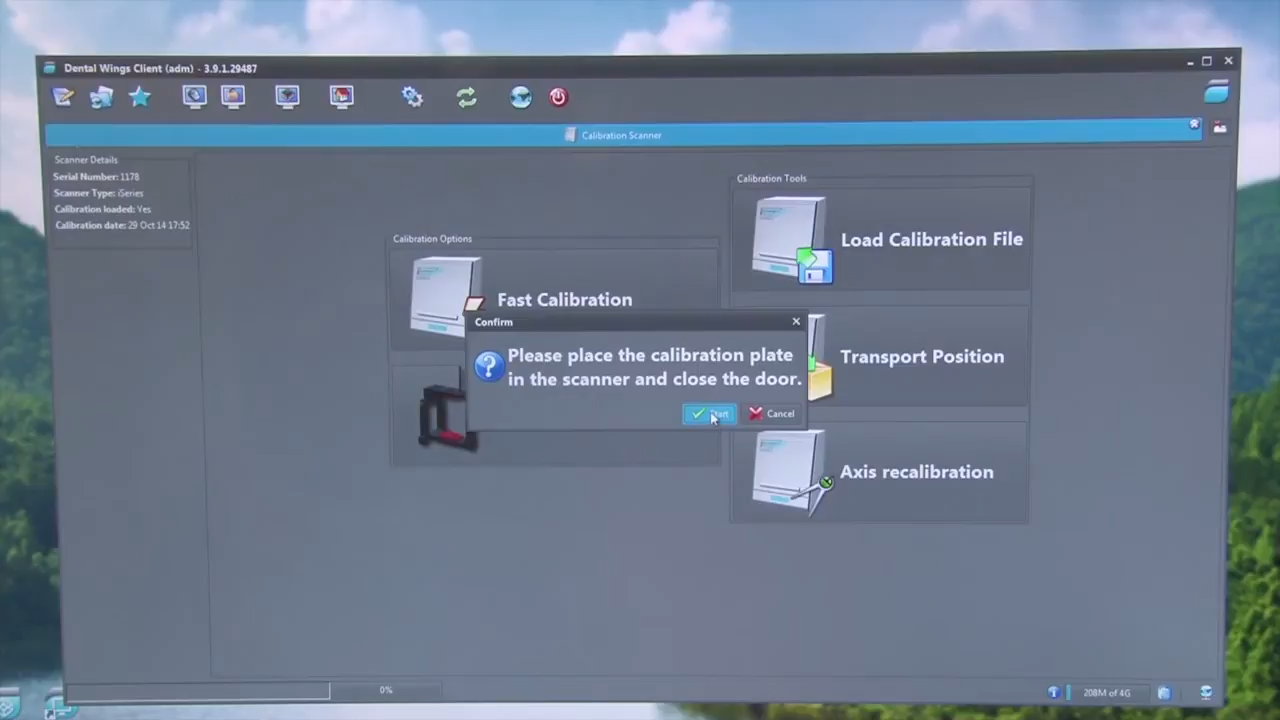 Dental Wings Client (adm) - 3.9.1.29487
Calibration Scanner
Scanner Details
Serial Number: 1178
Scanner Type: iSeries
Calibration loaded: Yes
Calibration date: 29 Oct 14 17:52
Calibration Options
Fast Calibration
Calibration Tools
Load Calibration File
Transport Position
Axis recalibration
Confirm
Please place the calibration plate
in the scanner and close the door.
Start
Cancel
0%
208M of 4G